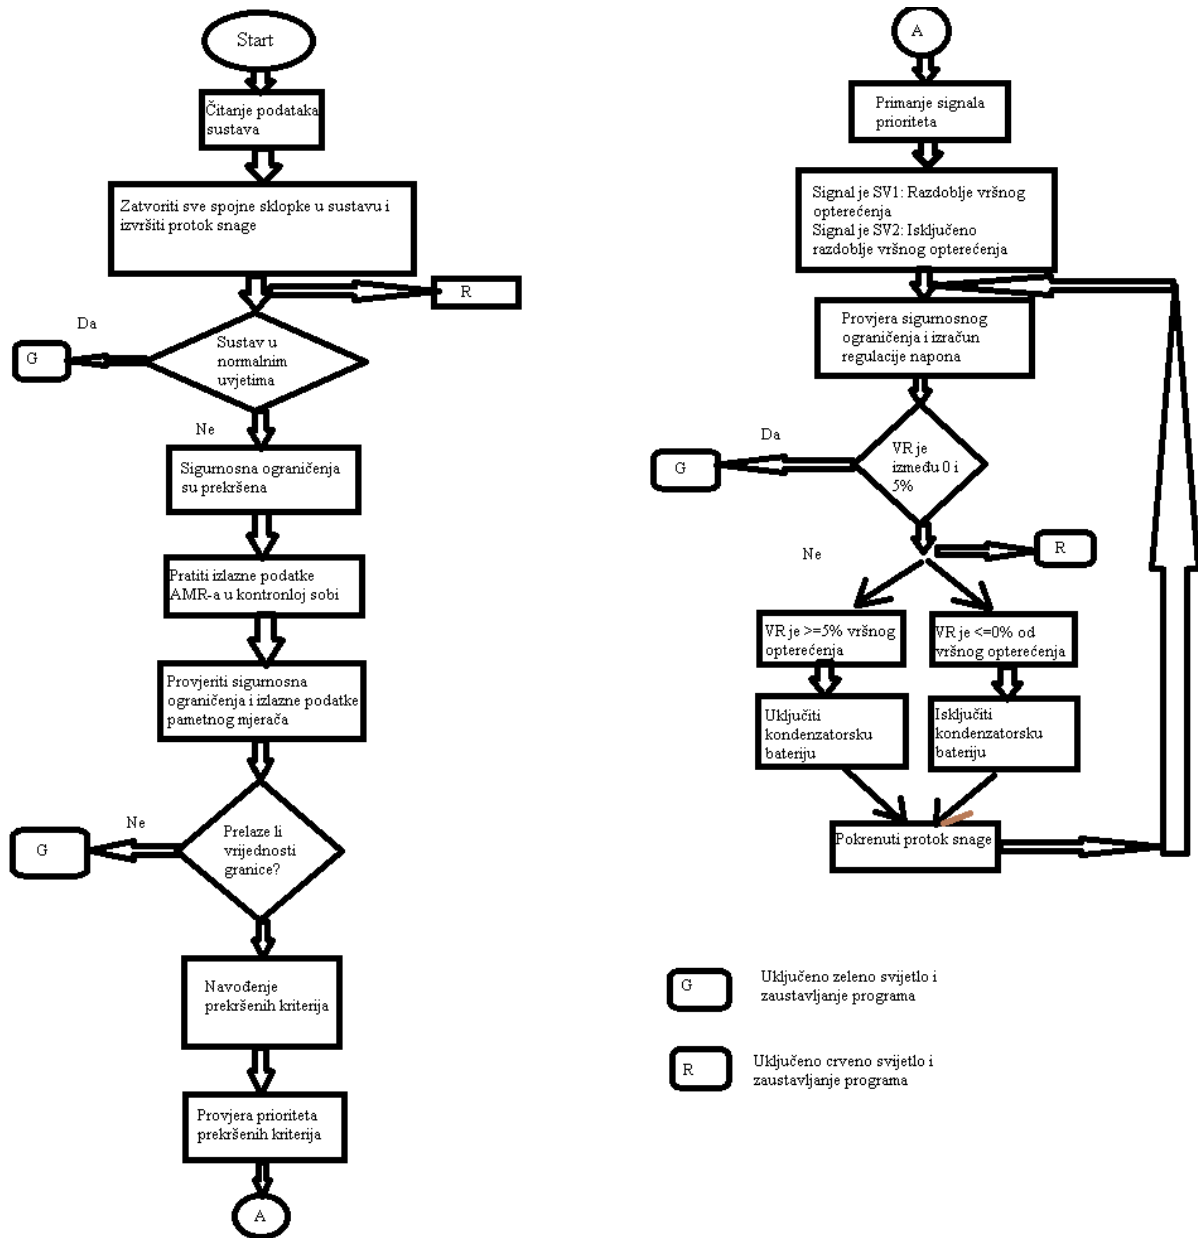 Start
Čitanje podataka
sustava
Zatvoriti sve spojne sklopke u sustavu i
izvršiti protok snage
R
Da
G
Sustav u
normalnim
uvjetima
Ne
Sigurnosna ograničenja
su prekršena
Pratiti izlazne podatke
AMR-a u kontronloj sobi
Provjeriti sigurnosna
ograničenja i izlazne podatke
pametnog mjerača
Ne
G
Prelaze li
vrijednosti
granice?
Navođenje
prekršenih kriterija
Provjera prioriteta
prekršenih kriterija
A
A
Primanje signala
prioriteta
Signal je SV1: Razdoblje vršnog
opterećenja
Signal je SV2: Isključeno
razdoblje vršnog opterećenja
Provjera sigurnosnog
ograničenja i izračun
regulacije napona
Da
G
VR je
između 0 i
5%
Ne
R
VR je >=5% vršnog
opterećenja
VR je <=0% od
vršnog opterećenja
Uključiti
kondenzatorsku
bateriju
Isključiti
kondenzatorsku
bateriju
Pokrenuti protok snage
G
Uključeno zeleno svijetlo i
zaustavljanje programa
R
Uključeno crveno svijetlo i
zaustavljanje programa